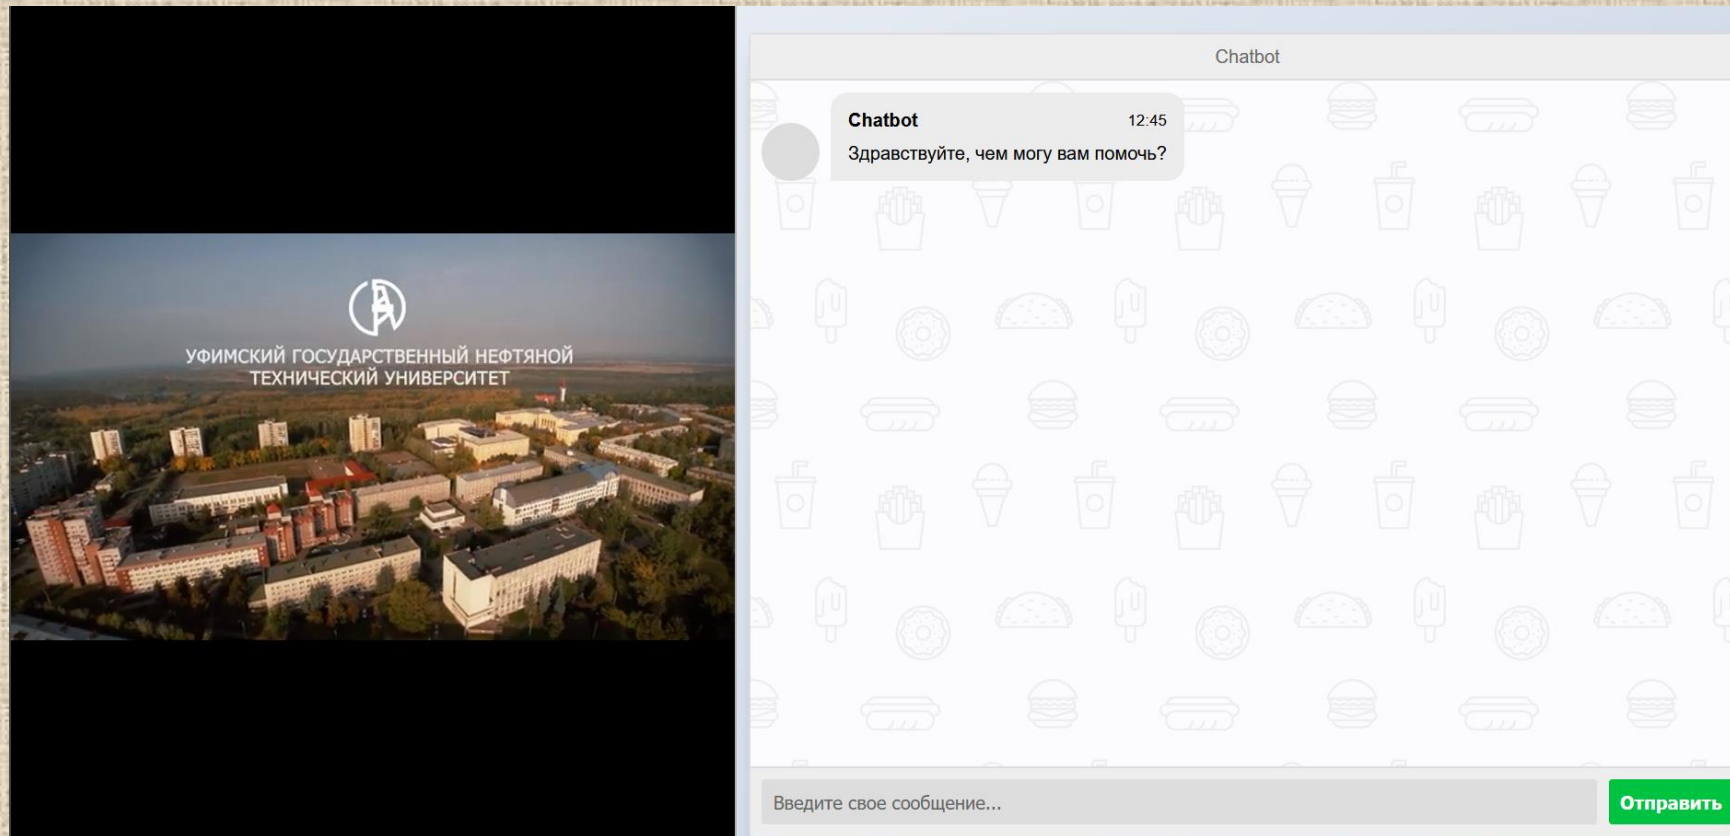 УФИМСКИЙ ГОСУДАРСТВЕННЫЙ НЕФТЯНОЙ
ТЕХНИЧЕСКИЙ УНИВЕРСИТЕТ
Chatbot
Chatbot 12:45
Здравствуйте, чем могу вам помочь?
Введите свое сообщение... Отправить